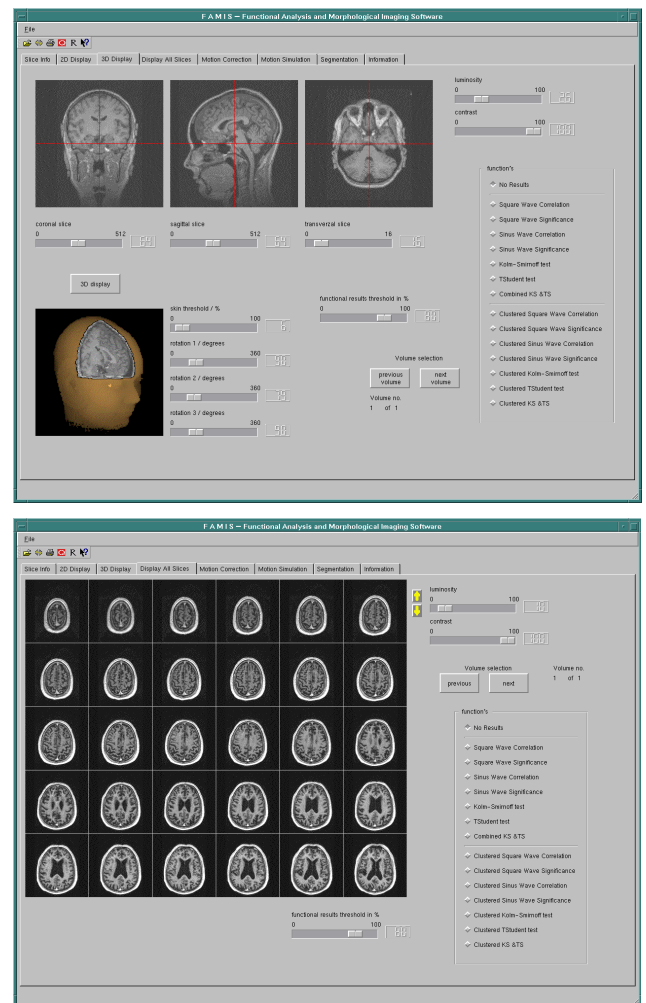 F A M I S – Functional Analysis and Morphological Imaging Software
File
R
Slice Info 2D Display 3D Display Display All Slices Motion Correction Motion Simulation Segmentation Information
luminosity
0 100
contrast
0 100 100
function's
No Results
Square Wave Correlation
Square Wave Significance
Sinus Wave Correlation
Sinus Wave Significance
Kolm-Smirnoff test
TStudent test
Combined KS &TS
Clustered Square Wave Correlation
Clustered Square Wave Significance
Clustered Sinus Wave Correlation
Clustered Sinus Wave Significance
Clustered Kolm-Smirnoff test
Clustered TStudent test
Clustered KS &TS
coronal slice
0 512 64
sagittal slice
0 512 64
transverzal slice
0 16
3D display
skin threshold / %
0 100 6
rotation 1 / degrees
0 360 90
rotation 2 / degrees
0 360
rotation 3 / degrees
0 360 90
functional results threshold in %
0 100 80
Volume selection
previous volume
next volume
Volume no.
1 of 1
F A M I S – Functional Analysis and Morphological Imaging Software
File
R
Slice Info 2D Display 3D Display Display All Slices Motion Correction Motion Simulation Segmentation Information
luminosity
0 100
contrast
0 100 100
Volume selection
previous next
Volume no.
1 of 1
function's
No Results
Square Wave Correlation
Square Wave Significance
Sinus Wave Correlation
Sinus Wave Significance
Kolm-Smirnoff test
TStudent test
Combined KS &TS
Clustered Square Wave Correlation
Clustered Square Wave Significance
Clustered Sinus Wave Correlation
Clustered Sinus Wave Significance
Clustered Kolm-Smirnoff test
Clustered TStudent test
Clustered KS &TS
functional results threshold in %
0 100 80